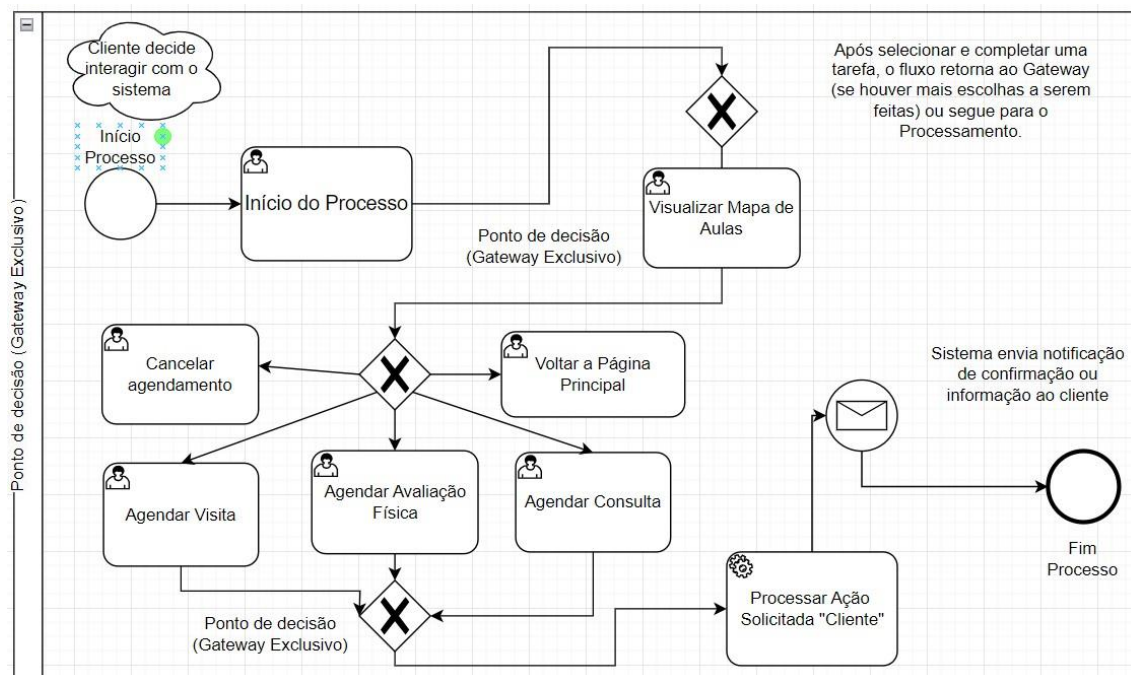 Ponto de decisão (Gateway Exclusivo)
Cliente decide
interagir com o
sistema
Início
Processo
Início do Processo
Após selecionar e completar uma
tarefa, o fluxo retorna ao Gateway
(se houver mais escolhas a serem
feitas) ou segue para o
Processamento.
Visualizar Mapa de
Aulas
Ponto de decisão
(Gateway Exclusivo)
Cancelar
agendamento
Voltar a Página
Principal
Sistema envia notificação
de confirmação ou
informação ao cliente
Agendar Visita
Agendar Avaliação
Física
Agendar Consulta
Fim
Processo
Ponto de decisão
(Gateway Exclusivo)
Processar Ação
Solicitada "Cliente"